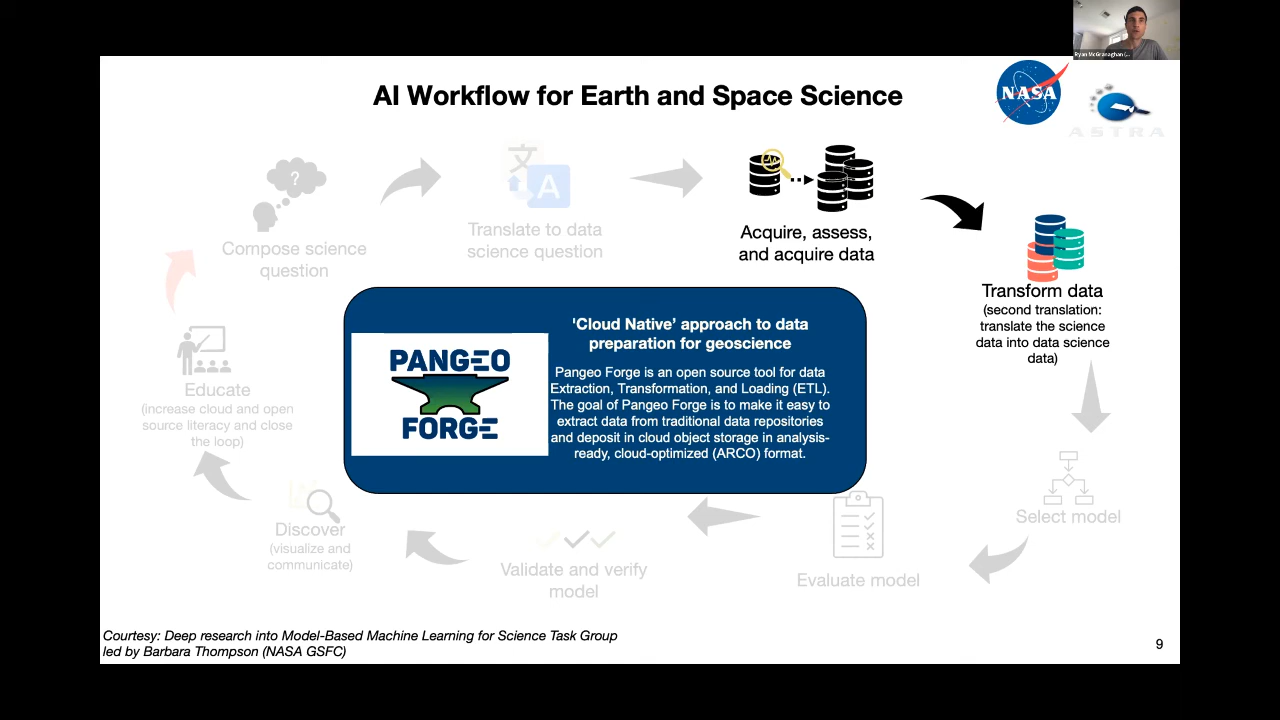 Ryan McGranaghan (...
AI Workflow for Earth and Space Science
NASA
ASTRA
?
文
A
Compose science
question
Translate to data
science question
Acquire, assess,
and acquire data
Transform data
(second translation:
translate the science
data into data science
data)
'Cloud Native’ approach to data
preparation for geoscience
PANGEO
FORGE
Pangeo Forge is an open source tool for data
Extraction, Transformation, and Loading (ETL).
The goal of Pangeo Forge is to make it easy to
extract data from traditional data repositories
and deposit in cloud object storage in analysis-
ready, cloud-optimized (ARCO) format.
Educate
(increase cloud and open
source literacy and close
the loop)
Select model
Discover
(visualize and
communicate)
Validate and verify
model
Evaluate model
Courtesy: Deep research into Model-Based Machine Learning for Science Task Group
led by Barbara Thompson (NASA GSFC)
9